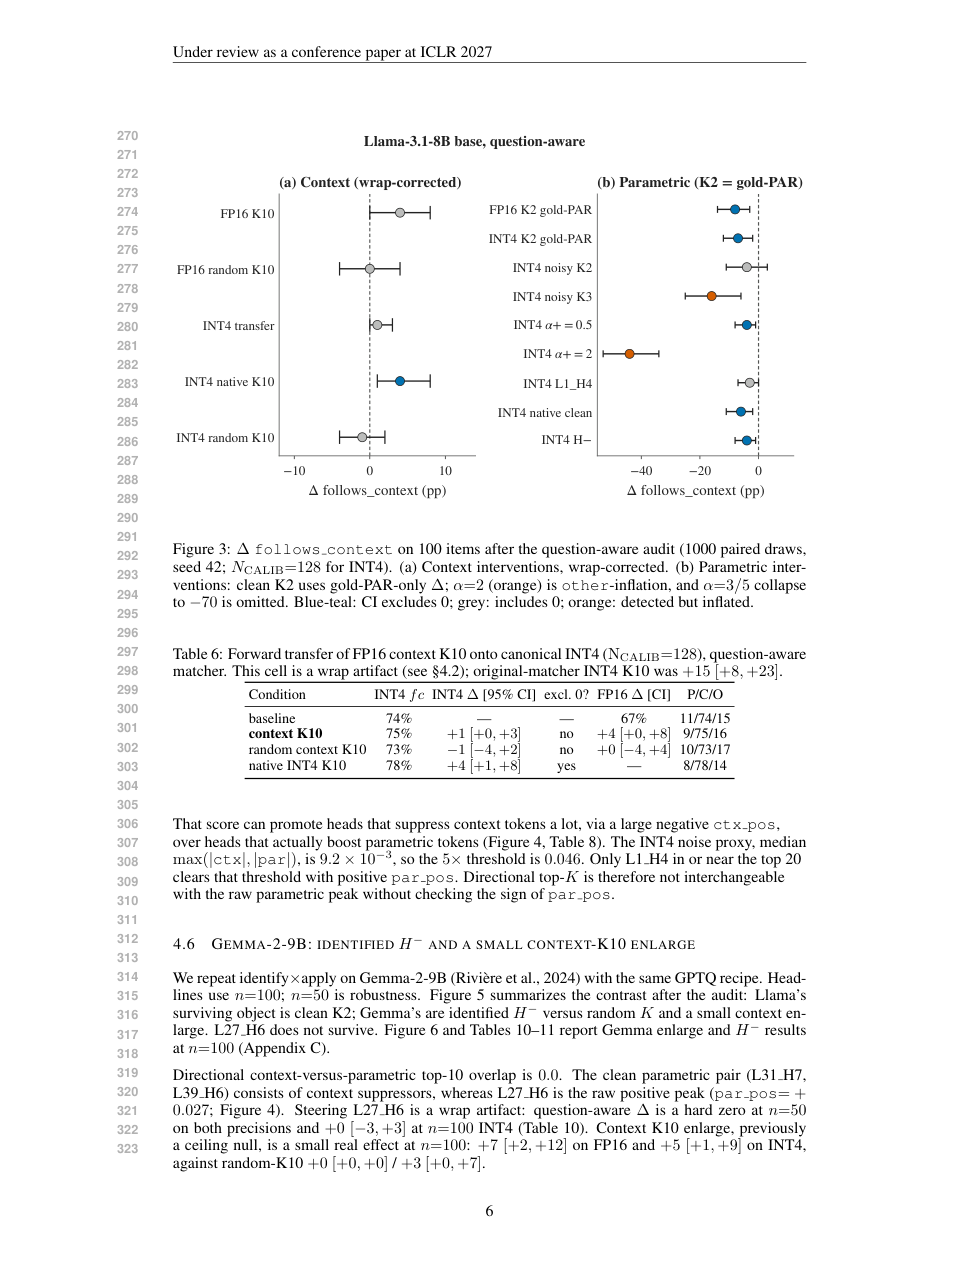 Under review as a conference paper at ICLR 2027
270
271
272
273
274
275
276
277
278
279
280
281
282
283
284
285
286
287
288
289
290
291
292
293
294
295
296
297
298
299
300
301
302
303
304
305
306
307
308
309
310
311
312
313
314
315
316
317
318
319
320
321
322
323
Llama-3.1-8B base, question-aware
(a) Context (wrap-corrected)
FP16 K10
FP16 random K10
INT4 transfer
INT4 native K10
INT4 random K10
−10 0 10
Δ follows_context (pp)
(b) Parametric (K2 = gold-PAR)
FP16 K2 gold-PAR
INT4 K2 gold-PAR
INT4 noisy K2
INT4 noisy K3
INT4 α+ = 0.5
INT4 α+ = 2
INT4 L1_H4
INT4 native clean
INT4 H−
−40 −20 0
Δ follows_context (pp)
Figure 3: Δ follows_context on 100 items after the question-aware audit (1000 paired draws,
seed 42; N_CALIB=128 for INT4). (a) Context interventions, wrap-corrected. (b) Parametric inter-
ventions: clean K2 uses gold-PAR-only Δ; α=2 (orange) is other-inflation, and α=3/5 collapse
to −70 is omitted. Blue-teal: CI excludes 0; grey: includes 0; orange: detected but inflated.
Table 6: Forward transfer of FP16 context K10 onto canonical INT4 (N_CALIB=128), question-aware
matcher. This cell is a wrap artifact (see §4.2); original-matcher INT4 K10 was +15 [+8, +23].
Condition INT4 fc INT4 Δ [95% CI] excl. 0? FP16 Δ [CI] P/C/O
baseline 74% — — 67% 11/74/15
context K10 75% +1 [+0, +3] no +4 [+0, +8] 9/75/16
random context K10 73% −1 [−4, +2] no +0 [−4, +4] 10/73/17
native INT4 K10 78% +4 [+1, +8] yes — 8/78/14
That score can promote heads that suppress context tokens a lot, via a large negative ctx_pos,
over heads that actually boost parametric tokens (Figure 4, Table 8). The INT4 noise proxy, median
max(|ctx|, |par|), is 9.2 × 10⁻³, so the 5× threshold is 0.046. Only L1_H4 in or near the top 20
clears that threshold with positive par_pos. Directional top-K is therefore not interchangeable
with the raw parametric peak without checking the sign of par_pos.
4.6 GEMMA-2-9B: IDENTIFIED H⁻ AND A SMALL CONTEXT-K10 ENLARGE
We repeat identify×apply on Gemma-2-9B (Rivière et al., 2024) with the same GPTQ recipe. Head-
lines use n=100; n=50 is robustness. Figure 5 summarizes the contrast after the audit: Llama's
surviving object is clean K2; Gemma's are identified H⁻ versus random K and a small context en-
large. L27_H6 does not survive. Figure 6 and Tables 10–11 report Gemma enlarge and H⁻ results
at n=100 (Appendix C).
Directional context-versus-parametric top-10 overlap is 0.0. The clean parametric pair (L31_H7,
L39_H6) consists of context suppressors, whereas L27_H6 is the raw positive peak (par_pos= +
0.027; Figure 4). Steering L27_H6 is a wrap artifact: question-aware Δ is a hard zero at n=50
on both precisions and +0 [−3, +3] at n=100 INT4 (Table 10). Context K10 enlarge, previously
a ceiling null, is a small real effect at n=100: +7 [+2, +12] on FP16 and +5 [+1, +9] on INT4,
against random-K10 +0 [+0, +0] / +3 [+0, +7].
6